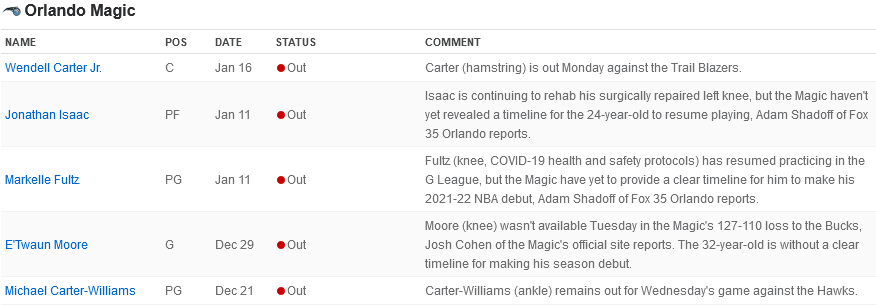 Orlando Magic
NAME POS DATE STATUS COMMENT
Wendell Carter Jr. C Jan 16 Out Carter (hamstring) is out Monday against the Trail Blazers.
Isaac is continuing to rehab his surgically repaired left knee, but the Magic haven't
Jonathan Isaac PF Jan 11 Out yet revealed a timeline for the 24-year-old to resume playing, Adam Shadoff of Fox
35 Orlando reports.
Fultz (knee, COVID-19 health and safety protocols) has resumed practicing in the
Markelle Fultz PG Jan 11 Out G League, but the Magic have yet to provide a clear timeline for him to make his
2021-22 NBA debut, Adam Shadoff of Fox 35 Orlando reports.
Moore (knee) wasn't available Tuesday in the Magic's 127-110 loss to the Bucks,
E'Twaun Moore G Dec 29 Out Josh Cohen of the Magic's official site reports. The 32-year-old is without a clear
timeline for making his season debut.
Michael Carter-Williams PG Dec 21 Out Carter-Williams (ankle) remains out for Wednesday's game against the Hawks.